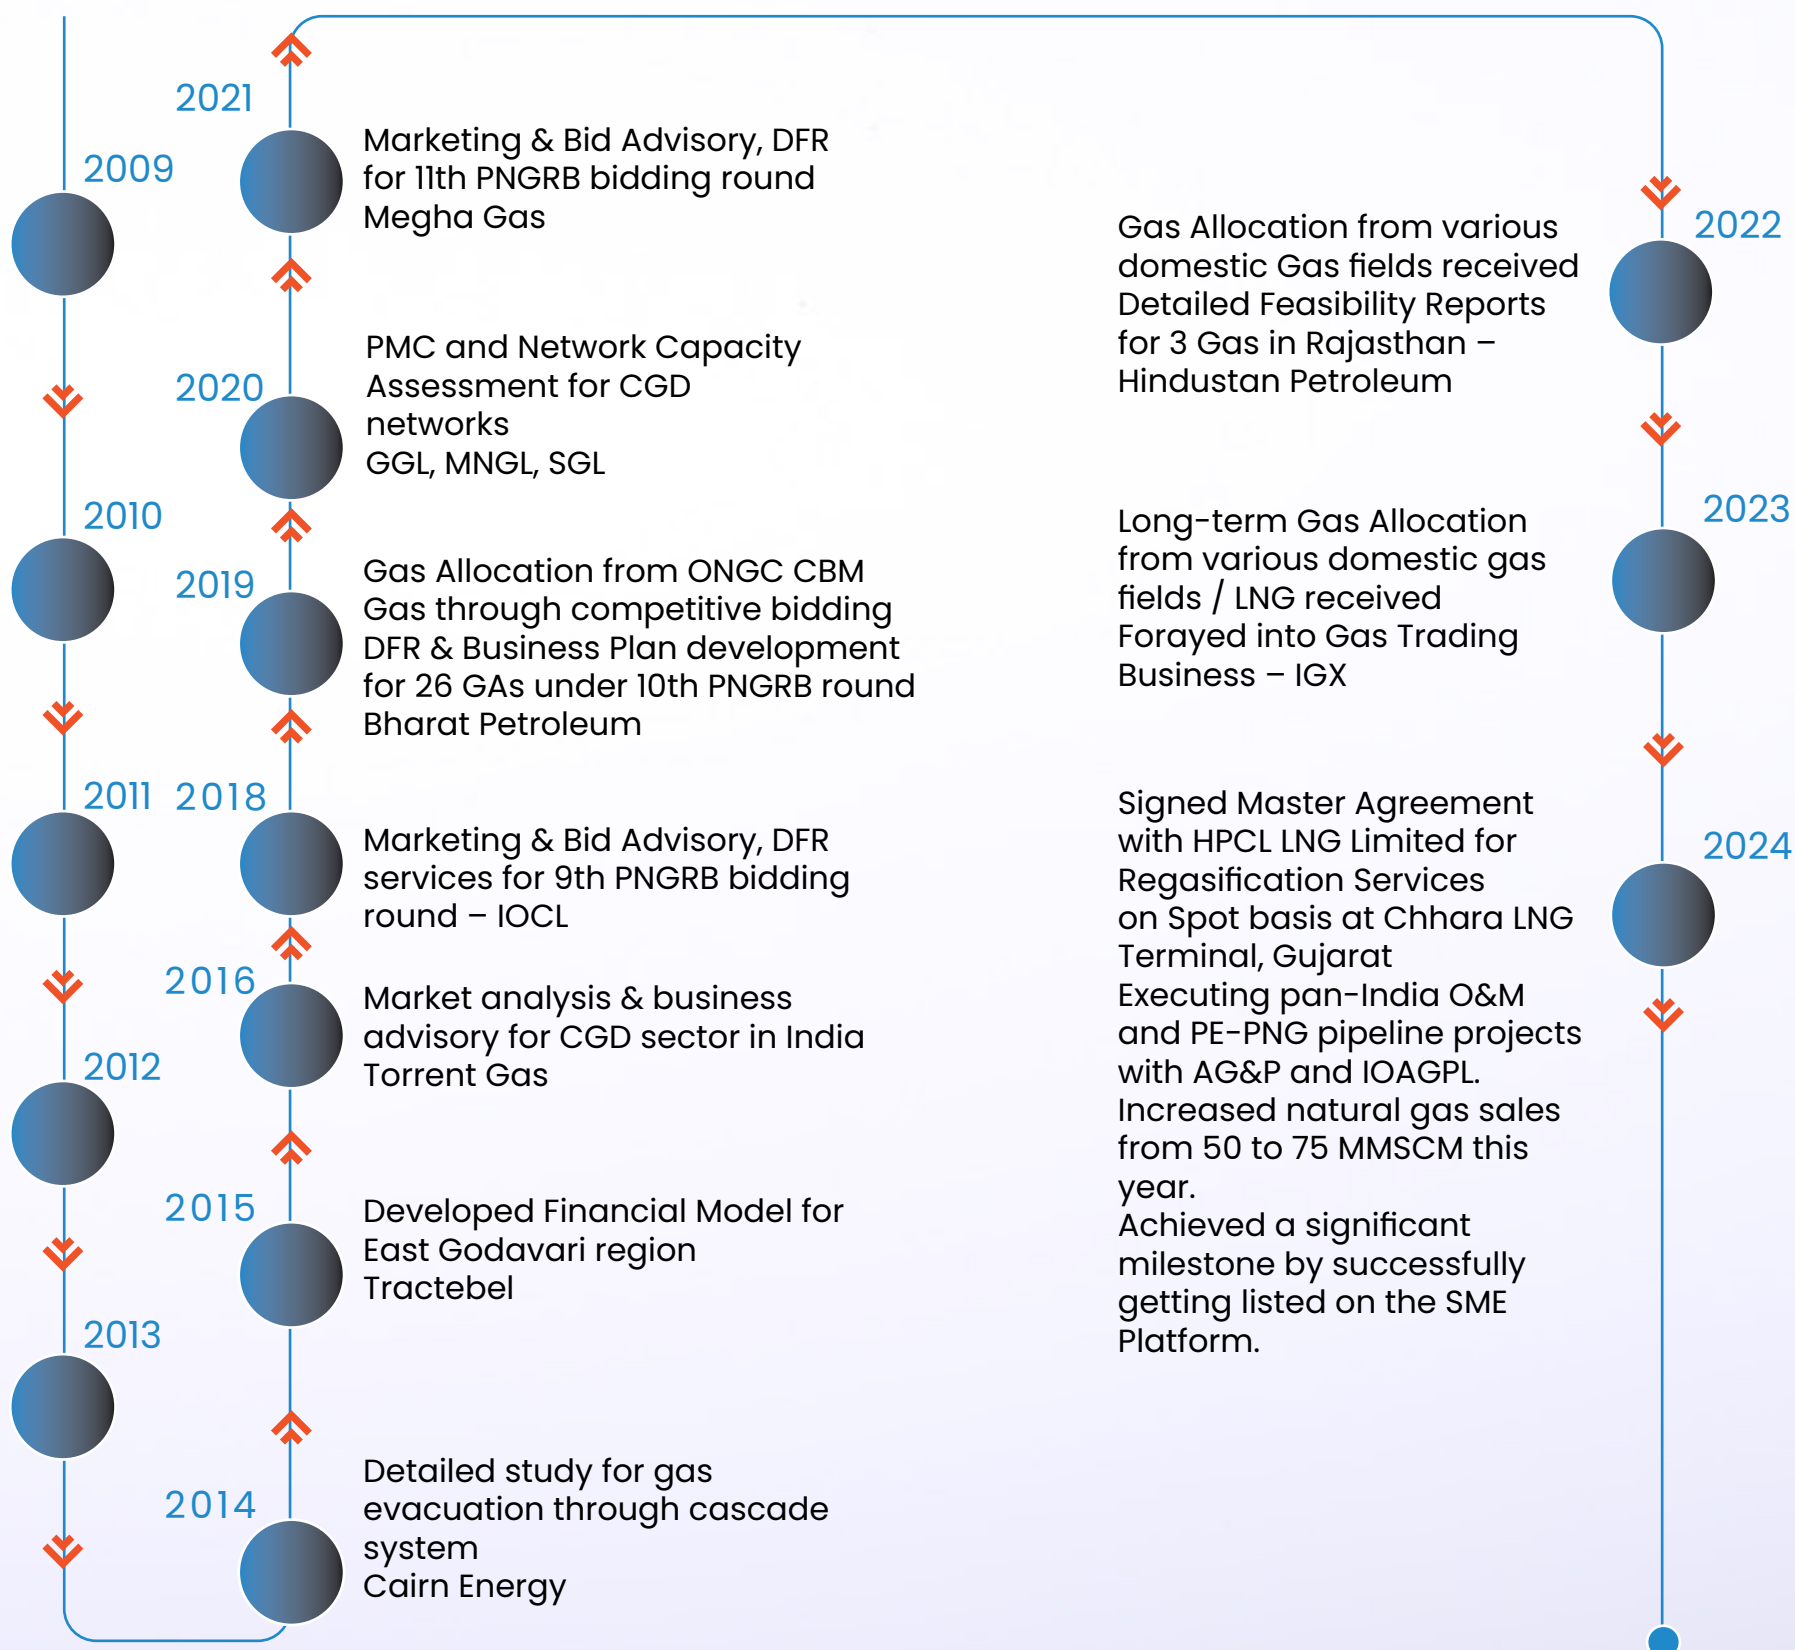 2009
2010
2011
2012
2013
2014
Detailed study for gas
evacuation through cascade
system
Cairn Energy
2015
Developed Financial Model for
East Godavari region
Tractebel
2016
Market analysis & business
advisory for CGD sector in India
Torrent Gas
2018
Marketing & Bid Advisory, DFR
services for 9th PNGRB bidding
round – IOCL
2019
Gas Allocation from ONGC CBM
Gas through competitive bidding
DFR & Business Plan development
for 26 GAs under 10th PNGRB round
Bharat Petroleum
2020
PMC and Network Capacity
Assessment for CGD
networks
GGL, MNGL, SGL
2021
Marketing & Bid Advisory, DFR
for 11th PNGRB bidding round
Megha Gas
2022
Gas Allocation from various
domestic Gas fields received
Detailed Feasibility Reports
for 3 Gas in Rajasthan –
Hindustan Petroleum
2023
Long-term Gas Allocation
from various domestic gas
fields / LNG received
Forayed into Gas Trading
Business – IGX
2024
Signed Master Agreement
with HPCL LNG Limited for
Regasification Services
on Spot basis at Chhara LNG
Terminal, Gujarat
Executing pan-India O&M
and PE-PNG pipeline projects
with AG&P and IOAGPL.
Increased natural gas sales
from 50 to 75 MMSCM this
year.
Achieved a significant
milestone by successfully
getting listed on the SME
Platform.